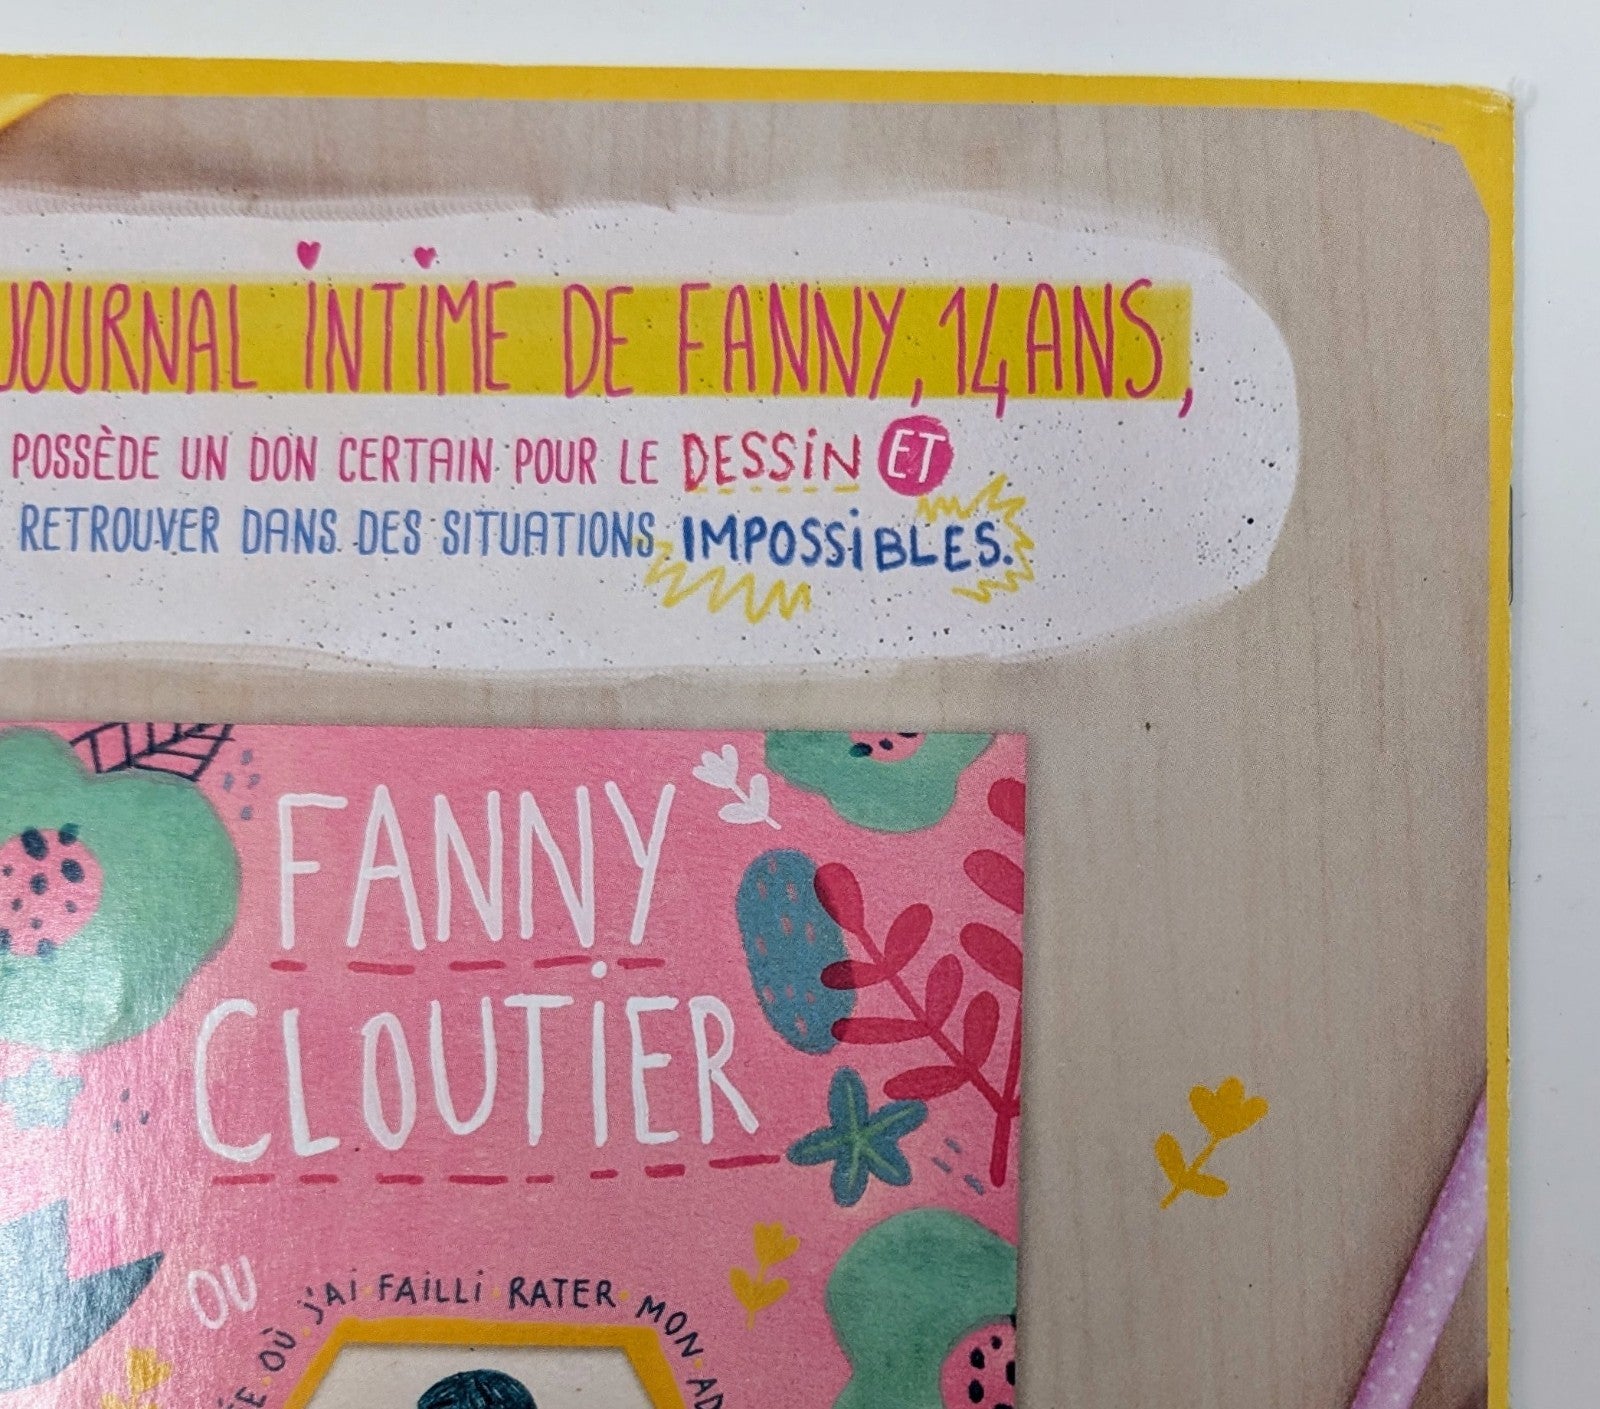 JOURNAL INTIME DE FANNY, 14 ANS,
POSSÈDE UN DON CERTAIN POUR LE DESSIN ET
RETROUVER DANS DES SITUATIONS IMPOSSIBLES.
FANNY
CLOUTIER
OU
OÙ J'AI FAILLI RATER MON